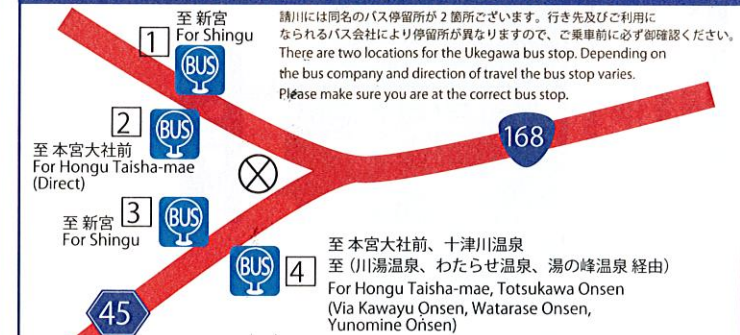 至 新宮
For Shingu
1
BUS
請川には同名のバス停留所が2箇所ございます。行き先及びご利用に
なられるバス会社により停留所が異なりますので、ご乗車前に必ず御確認ください。
There are two locations for the Ukegawa bus stop. Depending on
the bus company and direction of travel the bus stop varies.
Please make sure you are at the correct bus stop.
2
BUS
至 本宮大社前
For Hongu Taisha-mae
(Direct)
168
至 新宮
For Shingu
3
BUS
BUS
4
至 本宮大社前、十津川温泉
至 (川湯温泉、わたらせ温泉、湯の峰温泉 経由)
For Hongu Taisha-mae, Totsukawa Onsen
(Via Kawayu Onsen, Watarase Onsen,
Yunomine Onsen)
45